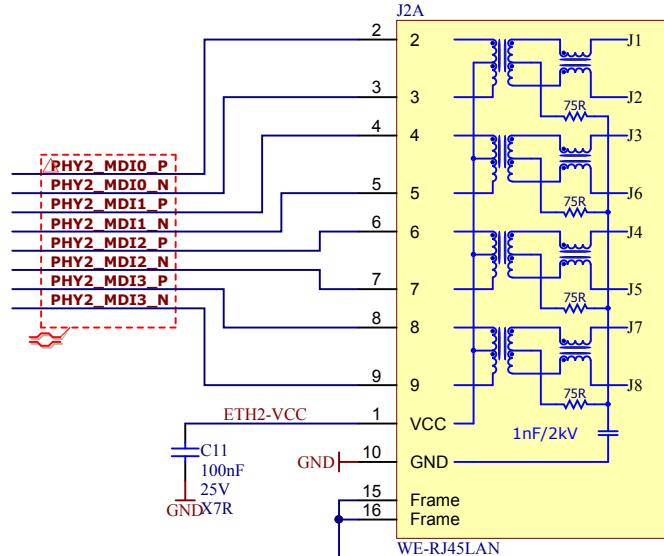 J2A
2 2 J1
75R
3 3 J2
4 4 J3
PHY2_MDI0_P
PHY2_MDI0_N
75R
5 5 J6
PHY2_MDI1_P
PHY2_MDI1_N
6 6 J4
PHY2_MDI2_P
PHY2_MDI2_N
75R
7 7 J5
PHY2_MDI3_P
PHY2_MDI3_N
8 8 J7
75R
9 9 J8
ETH2-VCC 1 VCC
1nF/2kV
C11
100nF
25V
X7R
GND
GND 10 GND
15 Frame
16 Frame
WE-RJ45LAN